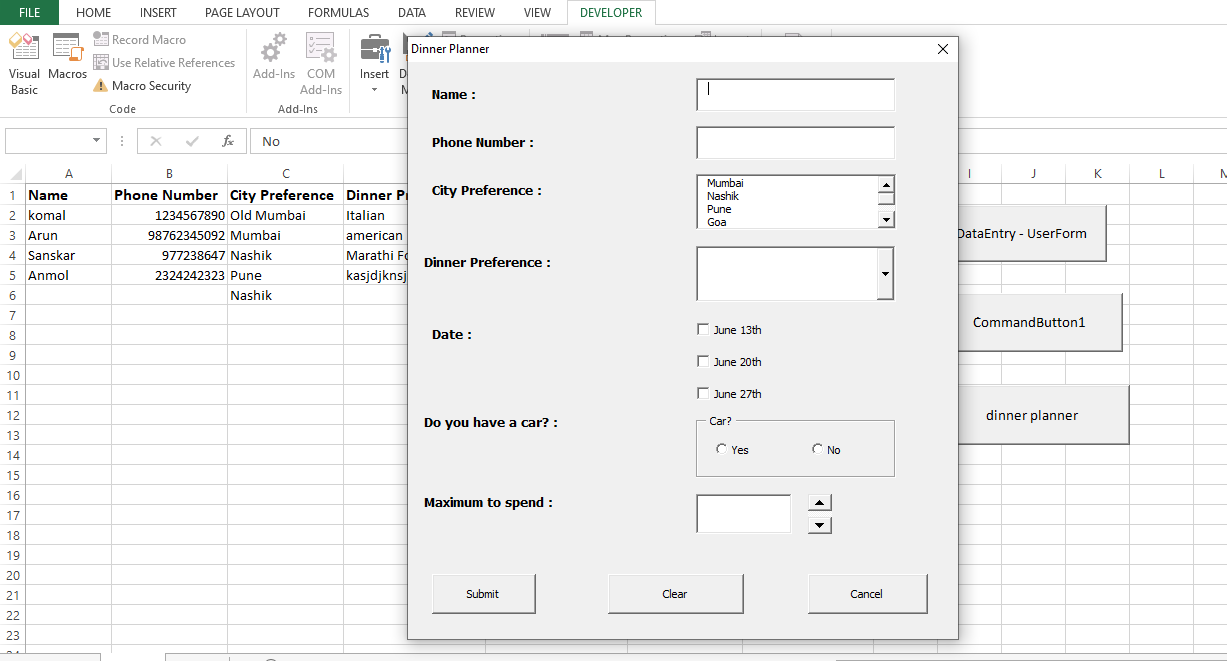 FILE HOME INSERT PAGE LAYOUT FORMULAS DATA REVIEW VIEW DEVELOPER
Visual Basic
Macros
Record Macro
Use Relative References
Macro Security
Code
Add-Ins
COM Add-Ins
Add-Ins
Insert
fx No
A B C I J K L
1 Name Phone Number City Preference
2 komal 1234567890 Old Mumbai Italian
3 Arun 98762345092 Mumbai american
4 Sanskar 977238647 Nashik Marathi
5 Anmol 2324242323 Pune
6 Nashik
7
8
9
10
11
12
13
14
15
16
17
18
19
20
21
22
23
Dinner Planner
Name :
Phone Number :
City Preference :
Mumbai
Nashik
Pune
Goa
Dinner Preference :
Date :
June 13th
June 20th
June 27th
Do you have a car? :
Car?
Yes No
Maximum to spend :
Submit Clear Cancel
DataEntry - UserForm
CommandButton1
dinner planner